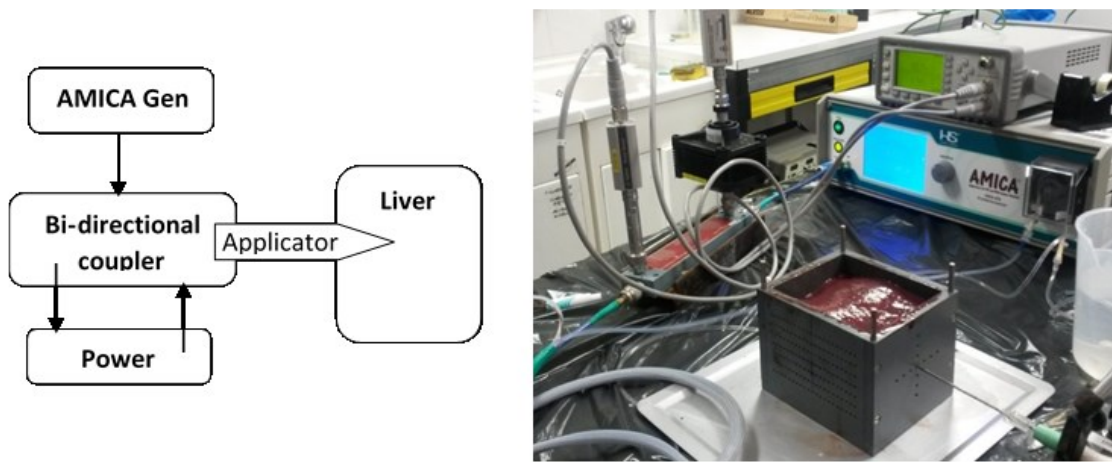 AMICA Gen
Bi-directional
coupler
Applicator
Liver
Power
HS
AMICA